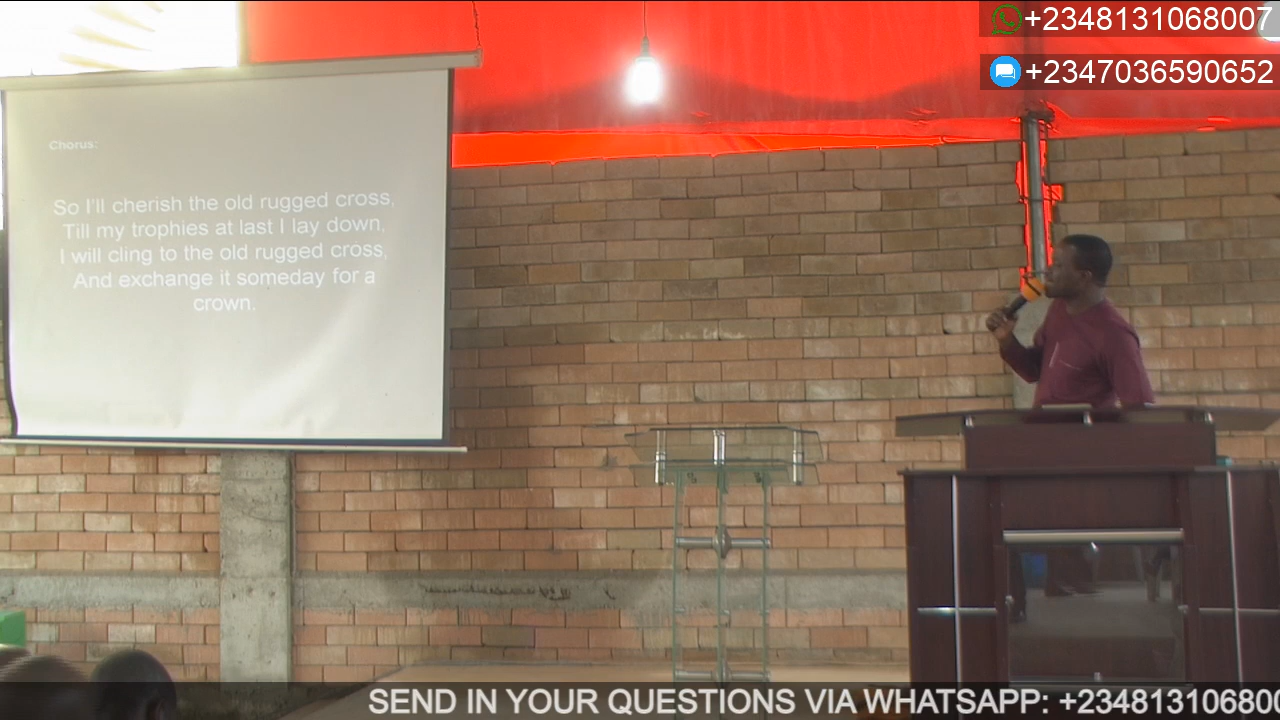 +2348131068007
+2347036590652
Chorus:
So I'll cherish the old rugged cross,
Till my trophies at last I lay down,
I will cling to the old rugged cross,
And exchange it someday for a
crown.
SEND IN YOUR QUESTIONS VIA WHATSAPP: +23481310680